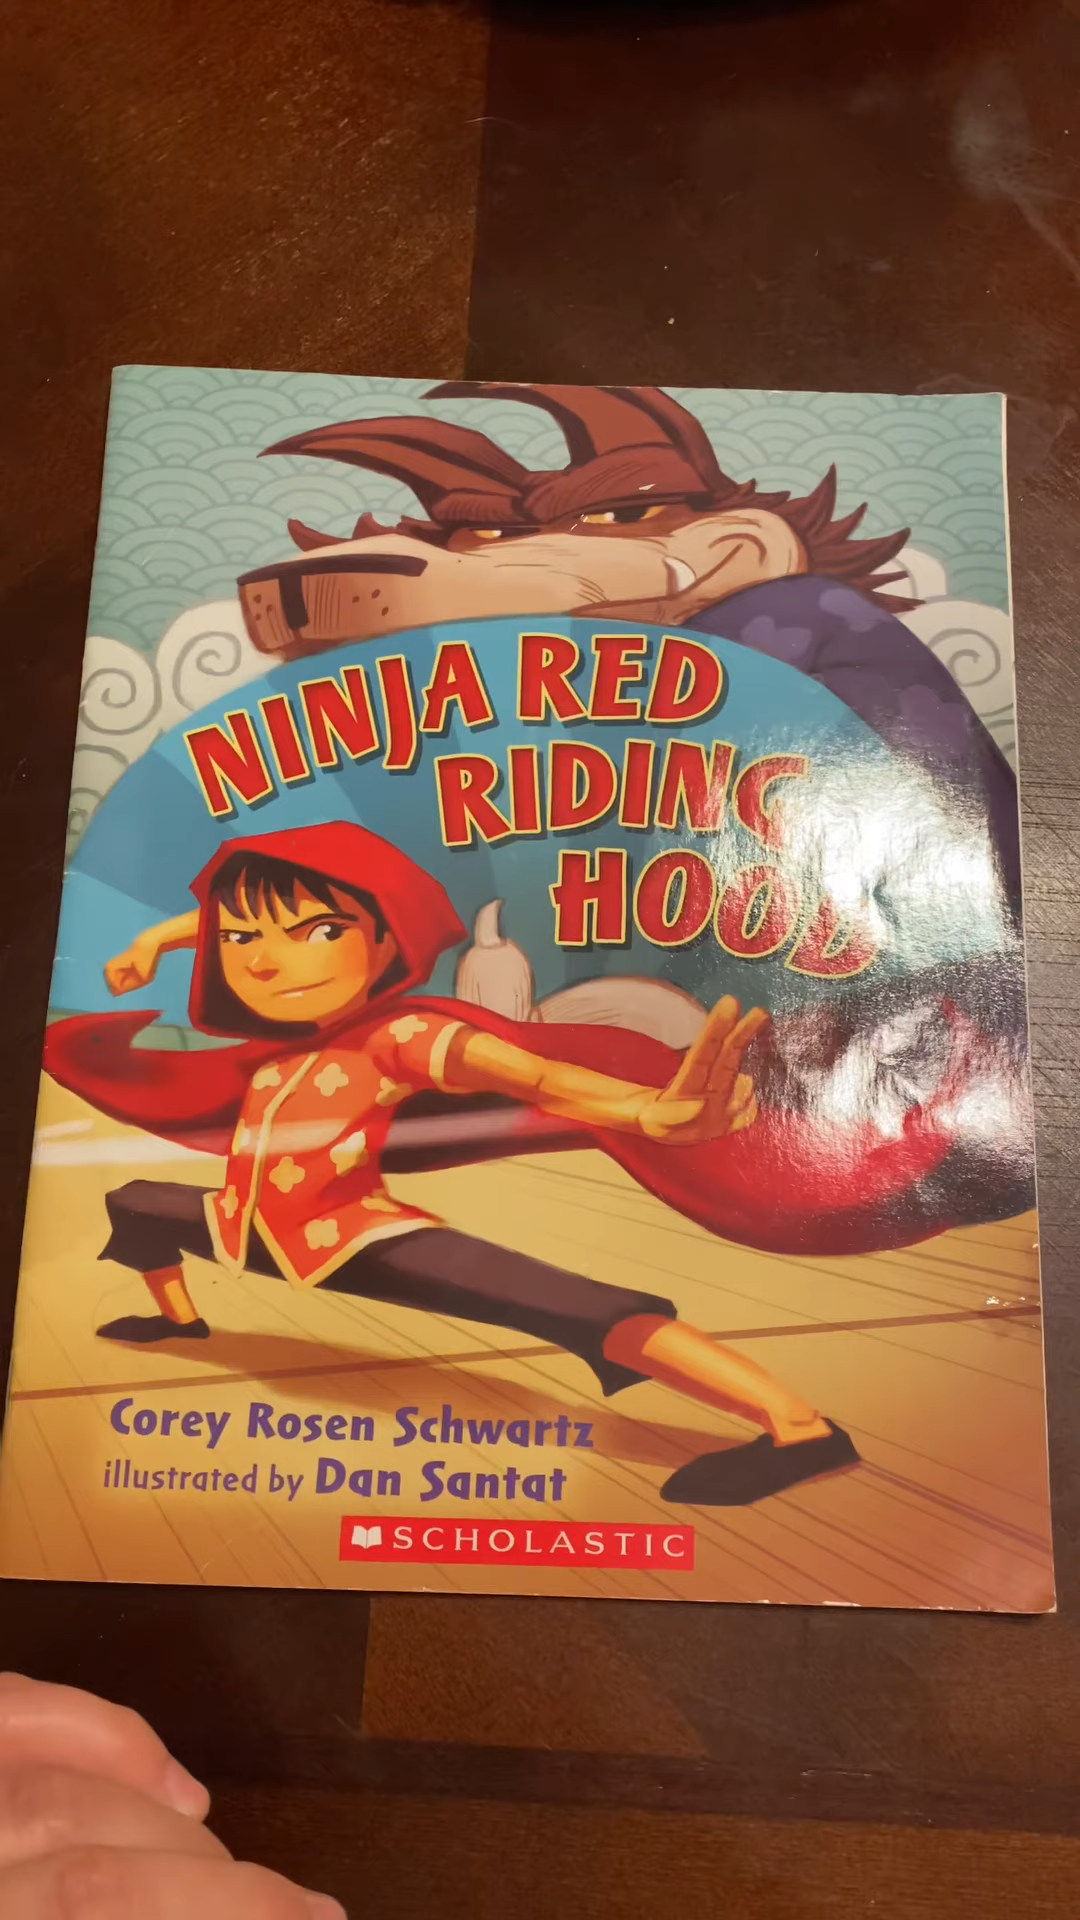 NINJA RED
RIDING
HOOD
Corey Rosen Schwartz
illustrated by Dan Santat
SCHOLASTIC